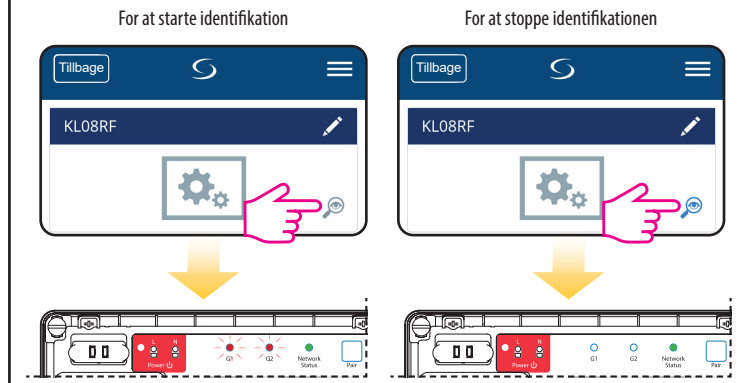 For at starte identifikation
For at stoppe identifikationen
Tillbage
KL08RF
Tillbage
KL08RF
L N
Power
G1
G2
Network
Status
Pair
L N
Power
G1
G2
Network
Status
Pair